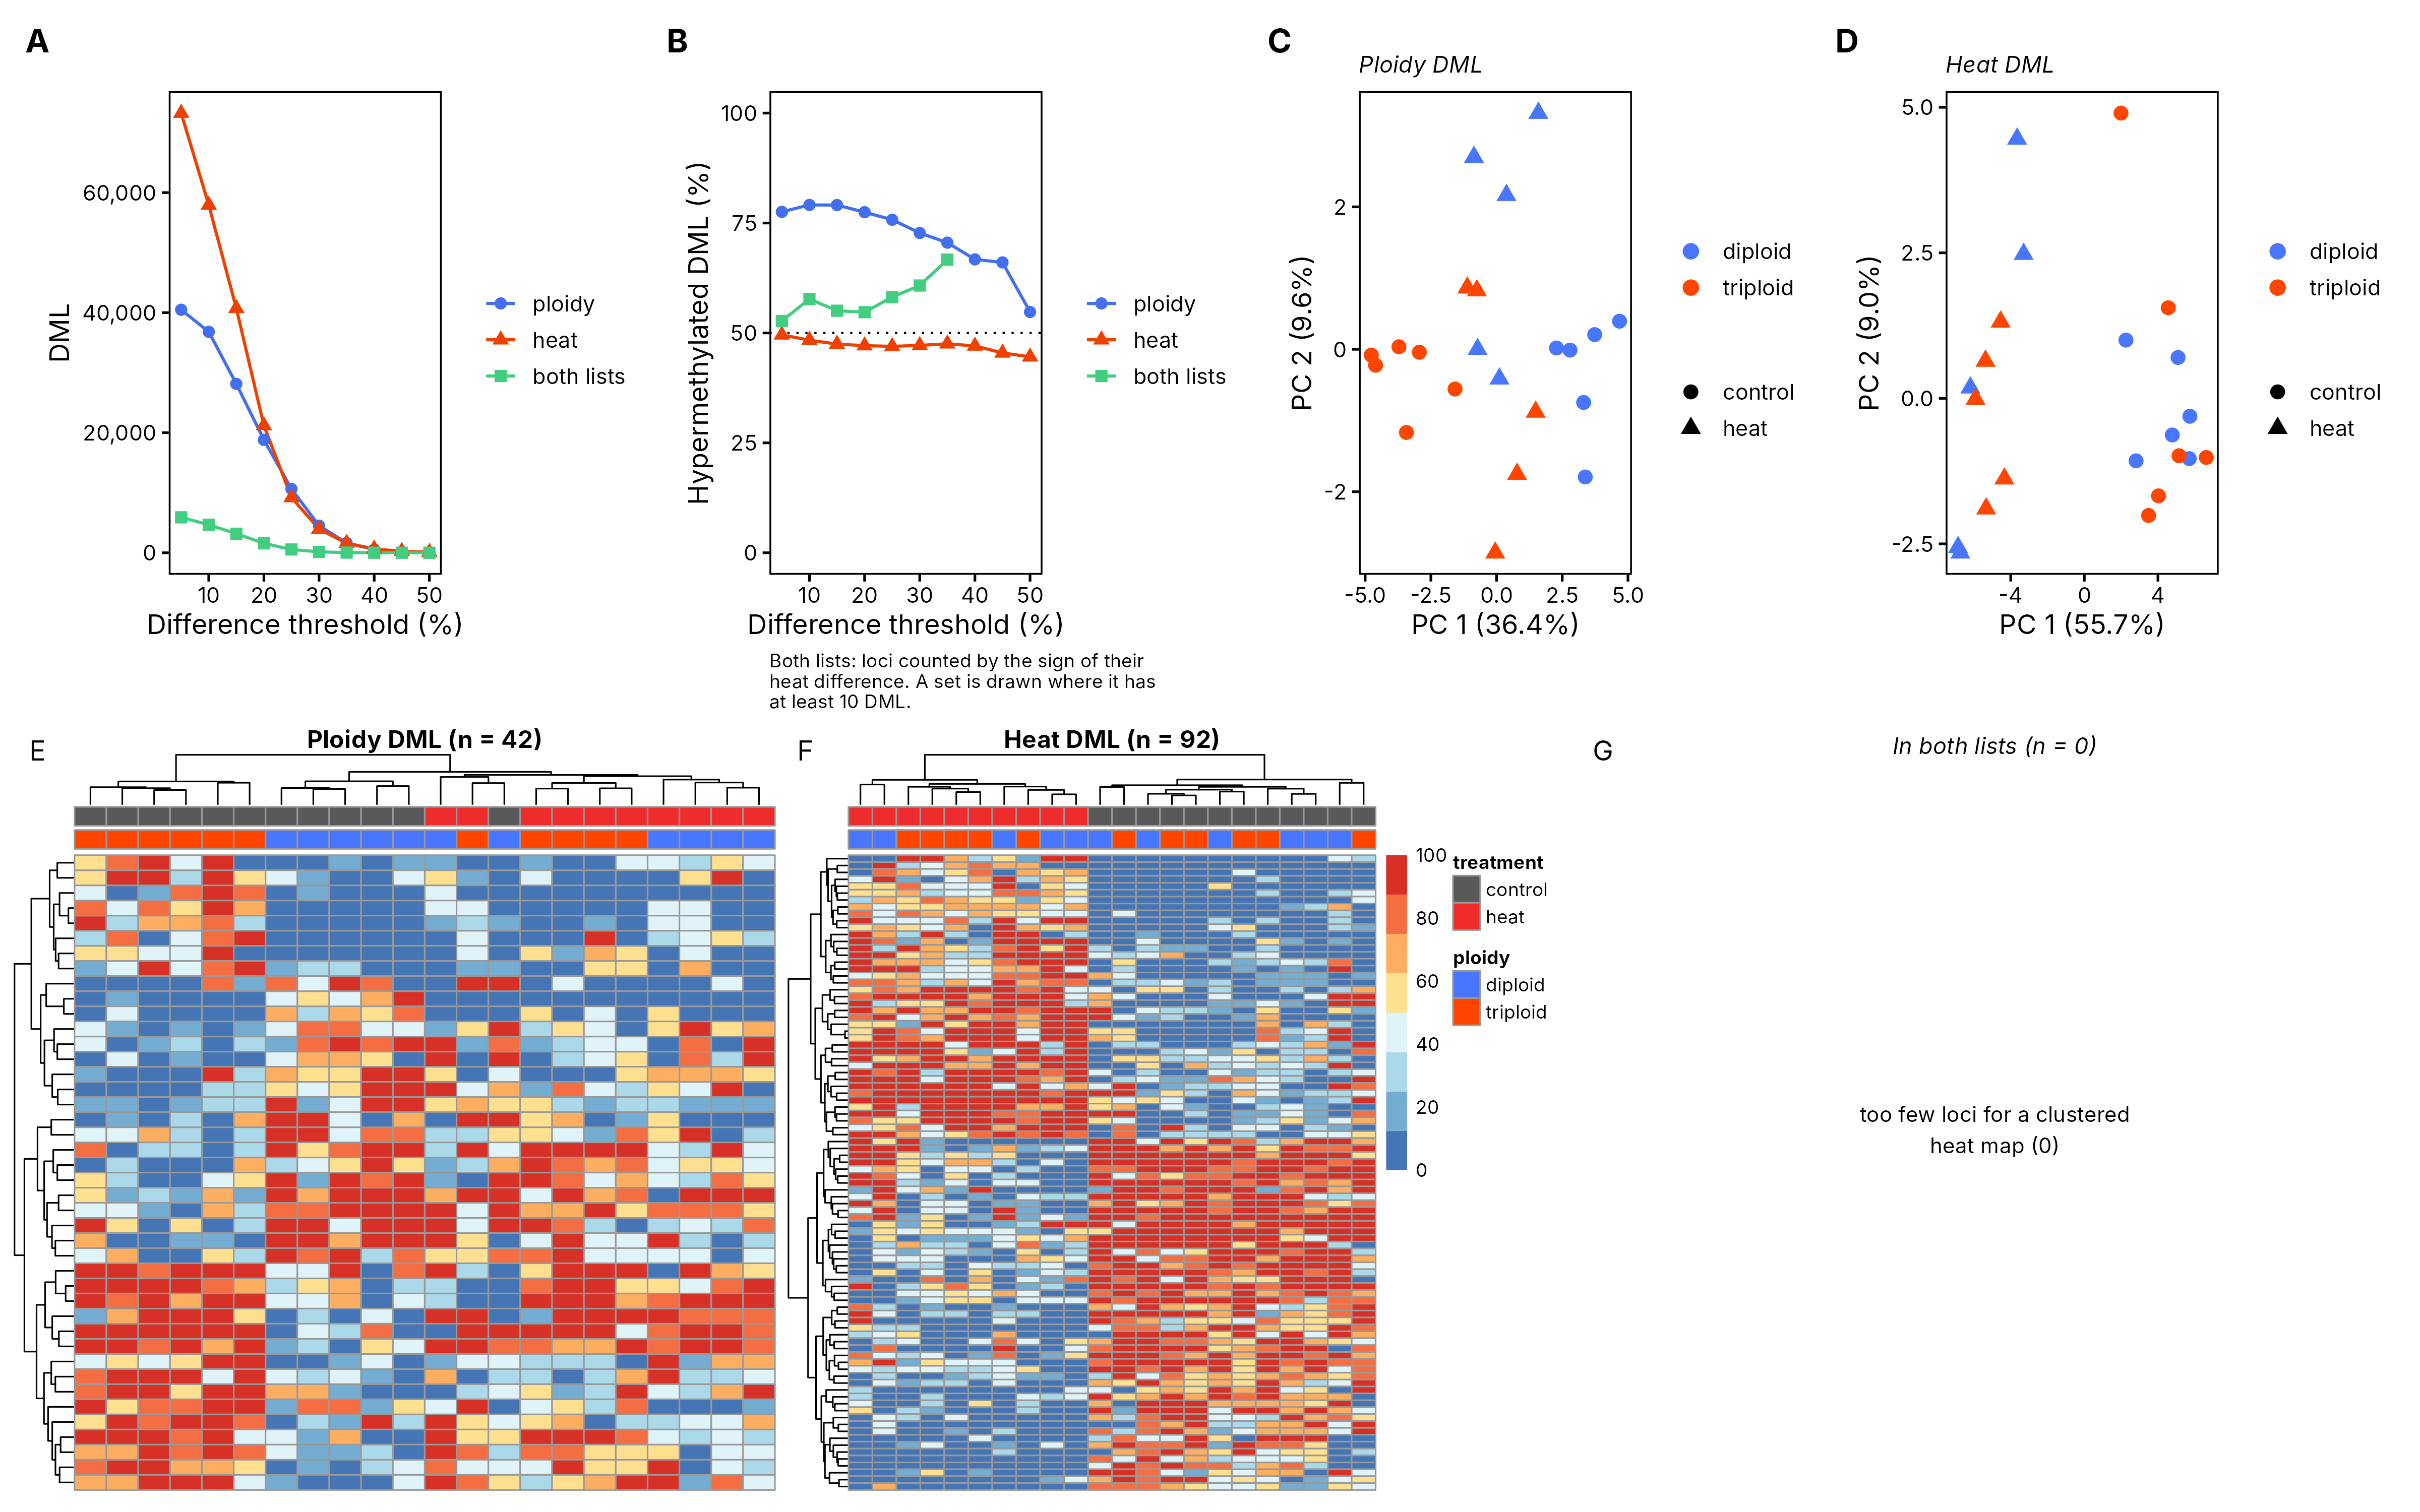 A
DML
60,000
40,000
20,000
0
10 20 30 40 50
Difference threshold (%)
ploidy
heat
both lists
B
Hypermethylated DML (%)
100
75
50
25
0
10 20 30 40 50
Difference threshold (%)
ploidy
heat
both lists
Both lists: loci counted by the sign of their
heat difference. A set is drawn where it has
at least 10 DML.
C
Ploidy DML
PC 2 (9.6%)
2
0
-2
-5.0 -2.5 0.0 2.5 5.0
PC 1 (36.4%)
diploid
triploid
control
heat
D
Heat DML
PC 2 (9.0%)
5.0
2.5
0.0
-2.5
-4 0 4
PC 1 (55.7%)
diploid
triploid
control
heat
E
Ploidy DML (n = 42)
F
Heat DML (n = 92)
100
80
60
40
20
0
treatment
control
heat
ploidy
diploid
triploid
G
In both lists (n = 0)
too few loci for a clustered
heat map (0)